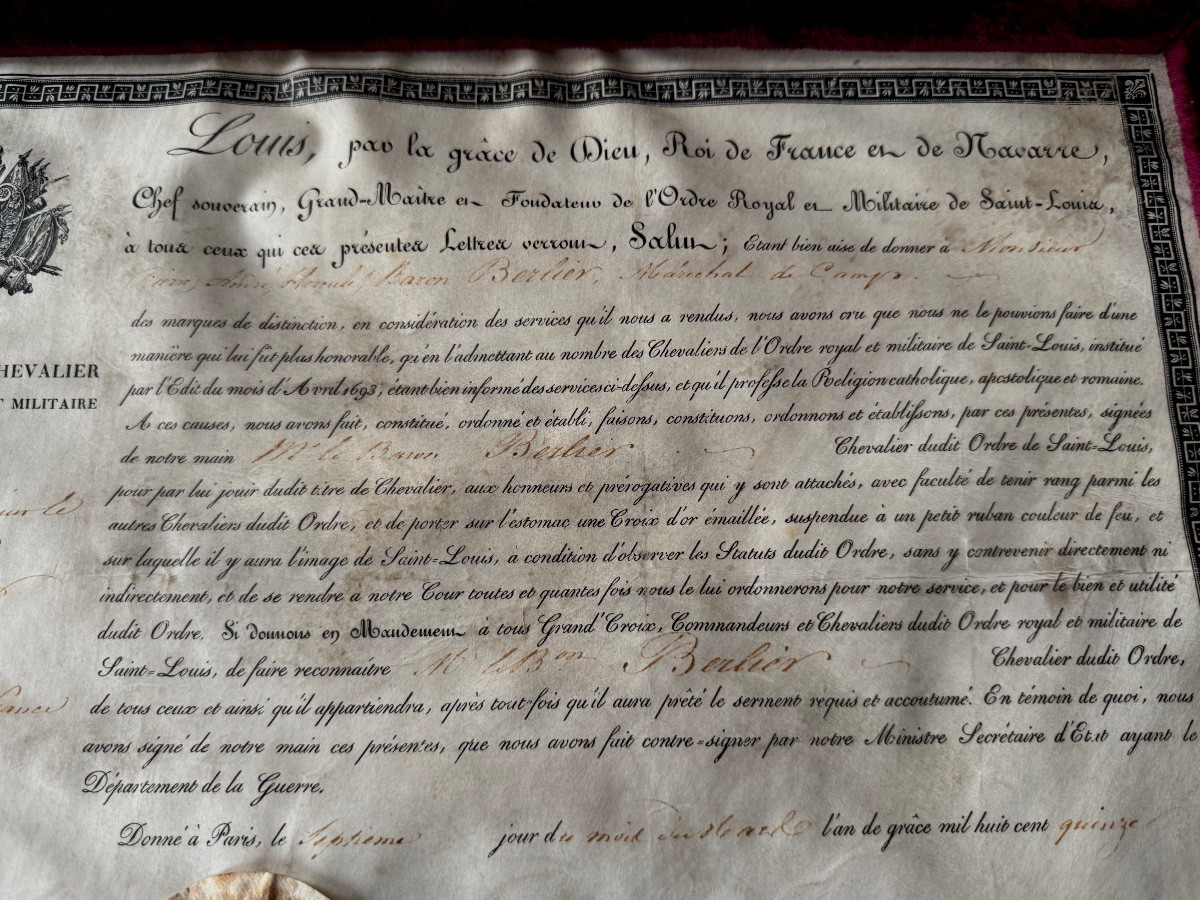 Louis, par la grâce de Dieu, Roi de France et de Navarre,
Chef souverain, Grand-Maître et Fondateur de l'Ordre Royal et Militaire de Saint-Louis,
à tous ceux qui ces présentes Lettres verront, Salut; Etant bien aise de donner à Monsieur
Baron Berlier, Maréchal de Camp.
des marques de distinction, en considération des services qu'il nous a rendus, nous avons cru que nous ne le pouvions faire d'une
manière qui lui fût plus honorable, qu'en l'admettant au nombre des Chevaliers de l'Ordre royal et militaire de Saint-Louis, institué
HEVALIER
par l'Edit du mois d'Avril 1693, étant bien informé des services ci-dessus, et qu'il professe la Religion catholique, apostolique et romaine.
T MILITAIRE
A ces causes, nous avons fait, constitué, ordonné et établi, faisons, constituons, ordonnons et établissons, par ces présentes, signées
de notre main Mr le Baron Berlier Chevalier dudit Ordre de Saint-Louis,
pour par lui jouir dudit titre de Chevalier, aux honneurs et prérogatives qui y sont attachés, avec faculté de tenir rang parmi les
autres Chevaliers dudit Ordre, et de porter sur l'estomac une Croix d'or émaillée, suspendue à un petit ruban couleur de feu, et
sur laquelle il y aura l'image de Saint-Louis, à condition d'observer les Statuts dudit Ordre, sans y contrevenir directement ni
indirectement, et de se rendre à notre Cour toutes et quantes fois nous le lui ordonnerons pour notre service, et pour le bien et utilité
dudit Ordre. Si donnons en Mandement à tous Grand'Croix, Commandeurs et Chevaliers dudit Ordre royal et militaire de
Saint-Louis, de faire reconnaître Mr le Bon Berlier Chevalier dudit Ordre,
de tous ceux et ainsi qu'il appartiendra, après toutefois qu'il aura prêté le serment requis et accoutumé. En témoin de quoi, nous
avons signé de notre main ces présentes, que nous avons fait contre-signer par notre Ministre Secrétaire d'Etat ayant le
Département de la Guerre.
Donné à Paris, le Septieme jour du mois de Mars l'an de grâce mil huit cent quinze